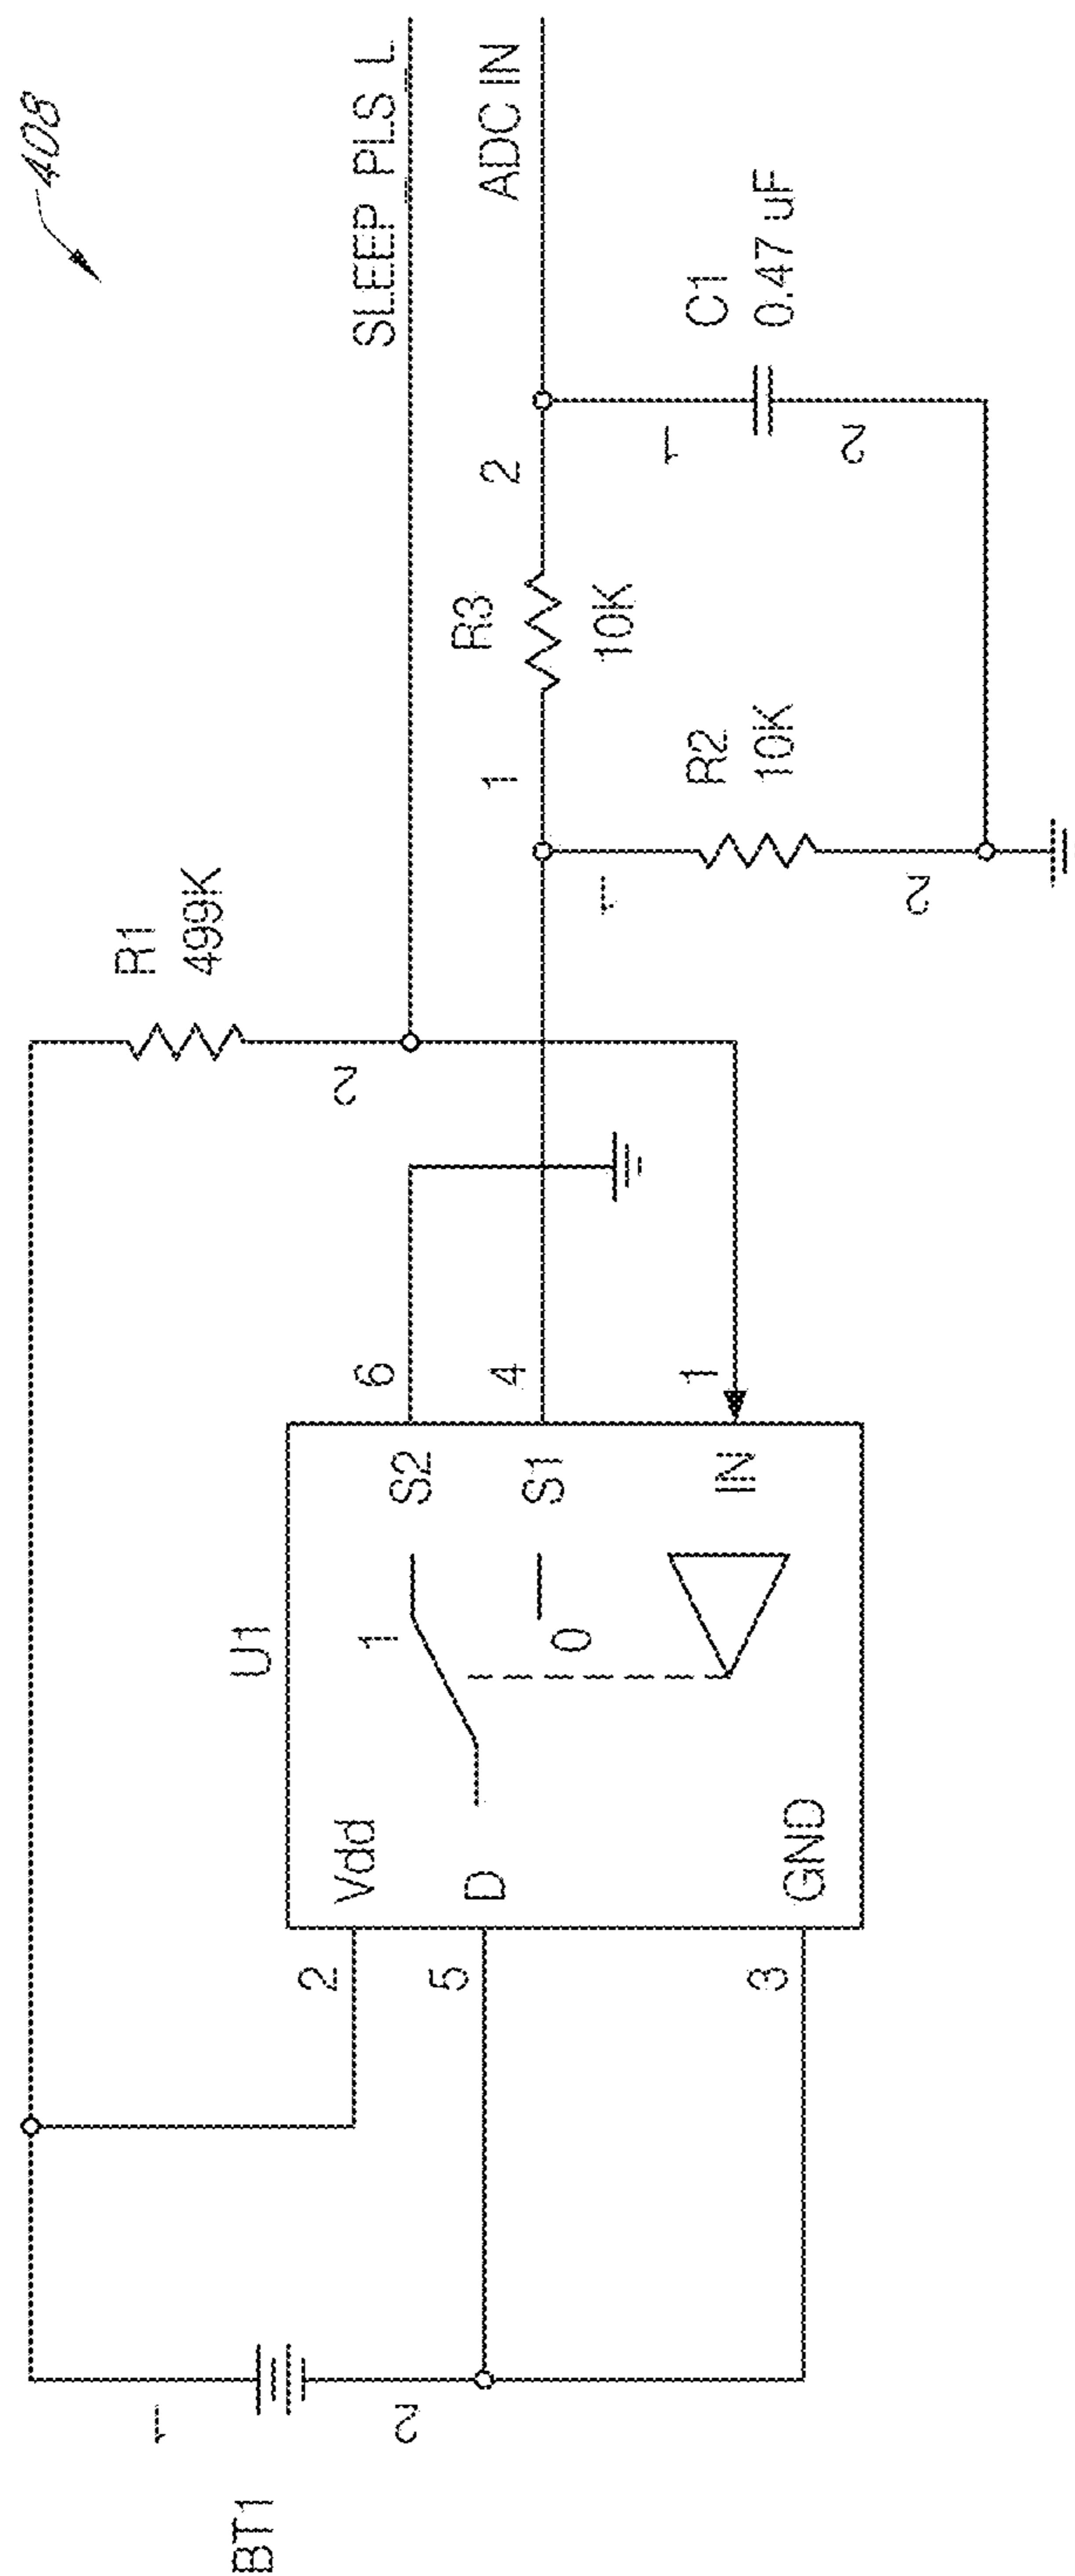 408
SLEEP PLS L
ADC IN
R1
499K
2
R3
10K
1
2
C1
0.47 uF
1
2
R2
10K
1
2
U1
Vdd
D
GND
S2
S1
IN
1
0
6
4
1
2
5
3
BT1
1
2